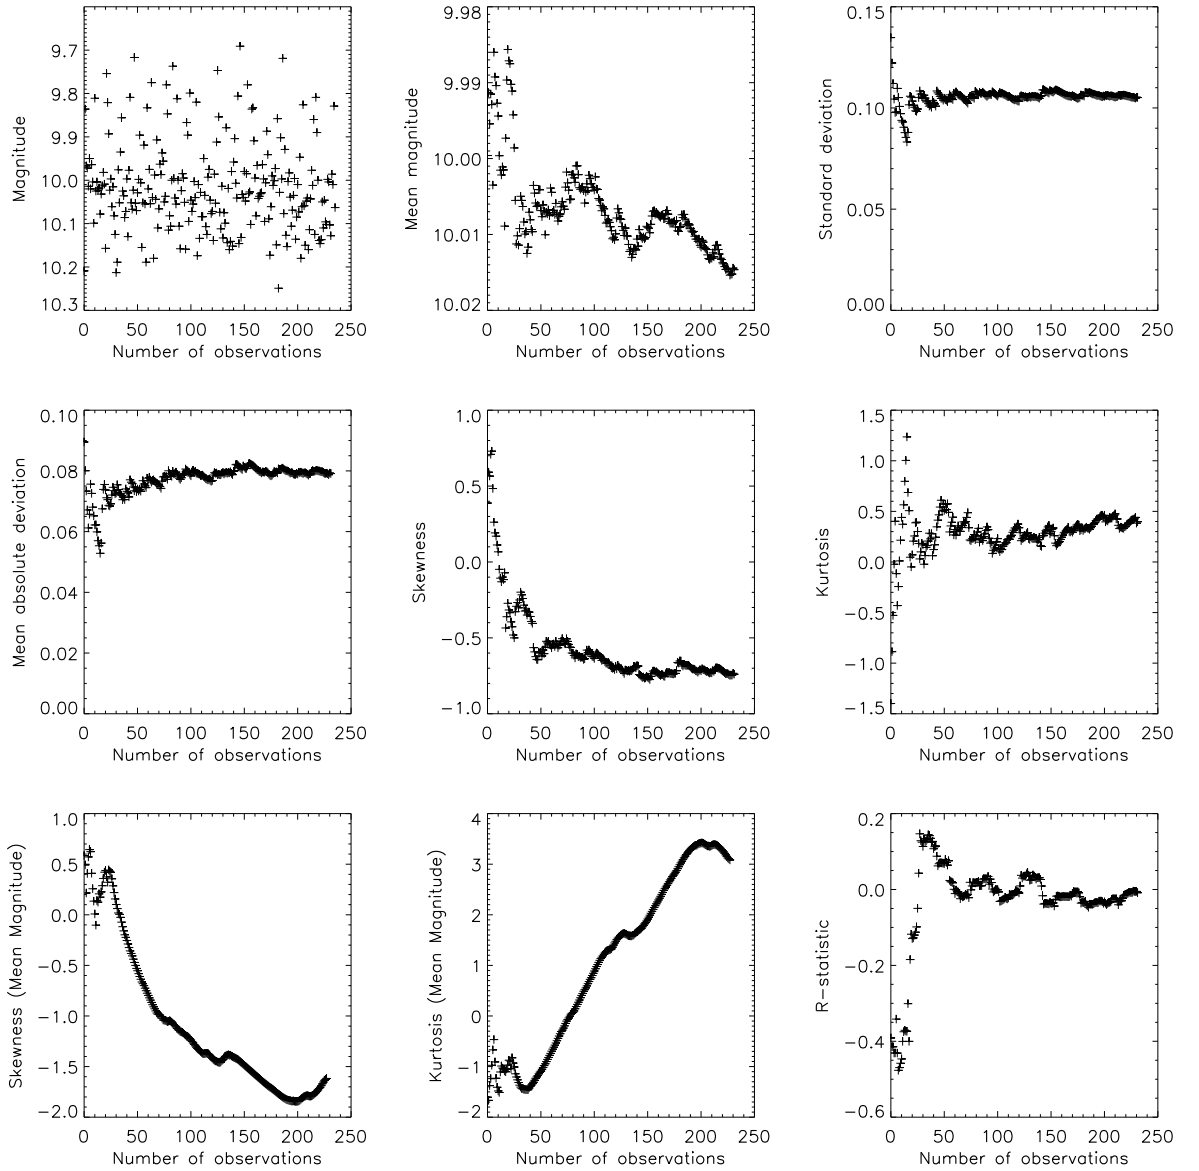 Magnitude
9.7
9.8
9.9
10.0
10.1
10.2
10.3
0 50 100 150 200 250
Number of observations
Mean magnitude
9.98
9.99
10.00
10.01
10.02
0 50 100 150 200 250
Number of observations
Standard deviation
0.15
0.10
0.05
0.00
0 50 100 150 200 250
Number of observations
Mean absolute deviation
0.10
0.08
0.06
0.04
0.02
0.00
0 50 100 150 200 250
Number of observations
Skewness
1.0
0.5
0.0
−0.5
−1.0
0 50 100 150 200 250
Number of observations
Kurtosis
1.5
1.0
0.5
0.0
−0.5
−1.0
−1.5
0 50 100 150 200 250
Number of observations
Skewness (Mean Magnitude)
1.0
0.5
0.0
−0.5
−1.0
−1.5
−2.0
0 50 100 150 200 250
Number of observations
Kurtosis (Mean Magnitude)
4
3
2
1
0
−1
−2
0 50 100 150 200 250
Number of observations
R−statistic
0.2
0.0
−0.2
−0.4
−0.6
0 50 100 150 200 250
Number of observations